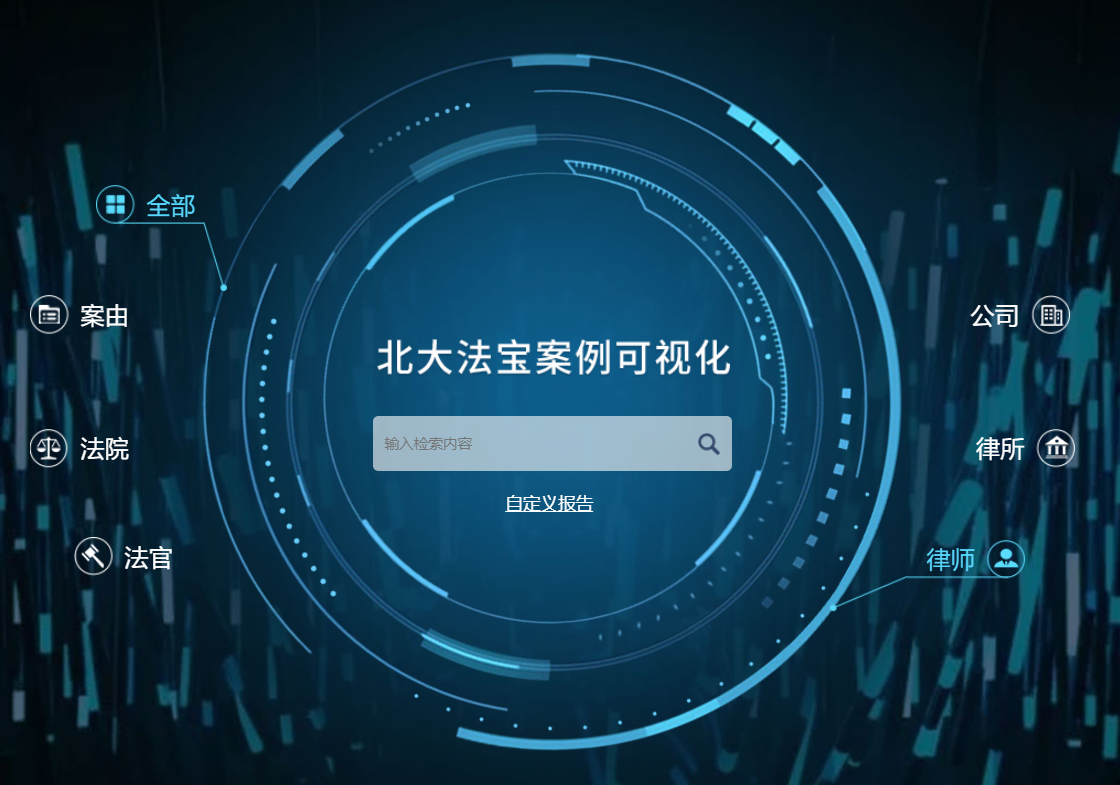 全部
案由
公司
北大法宝案例可视化
输入检索内容
法院
律所
自定义报告
法官
律师